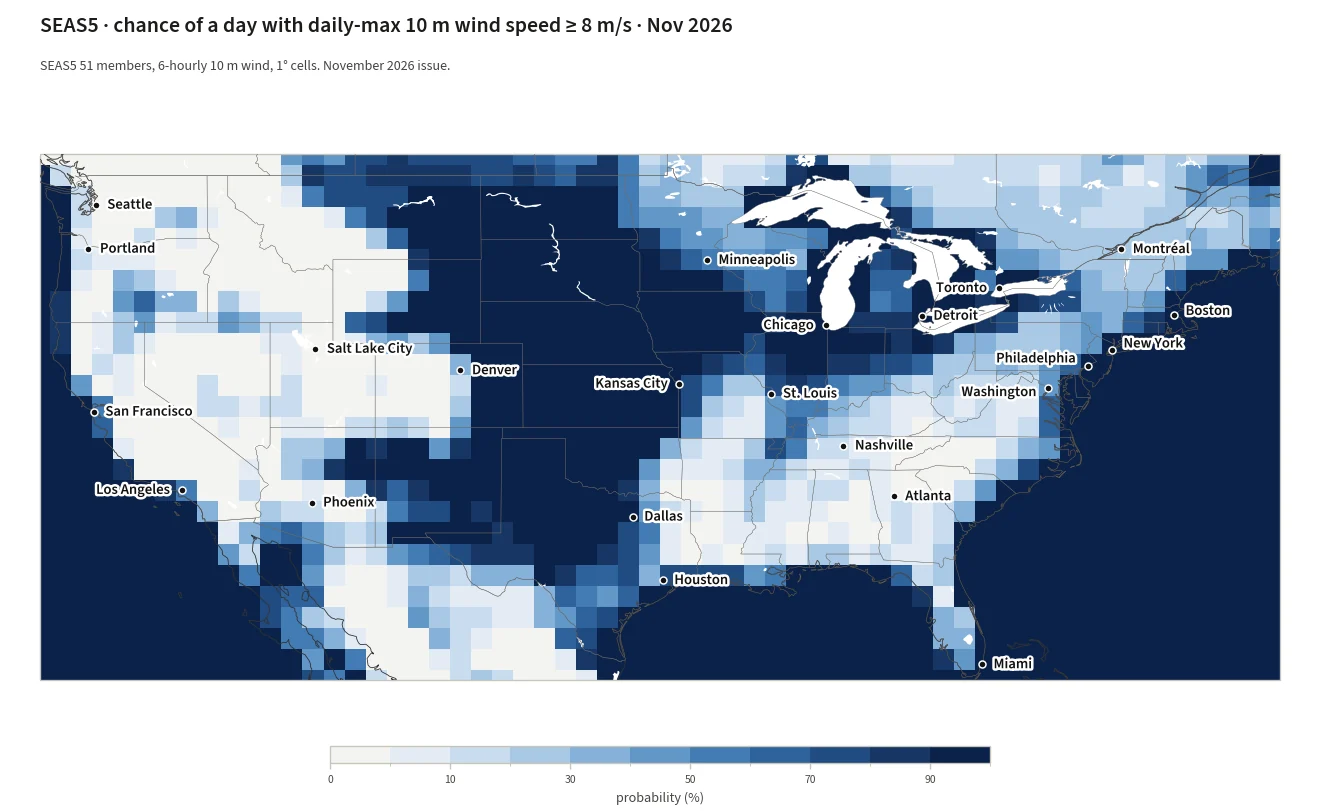 SEAS5 · chance of a day with daily-max 10 m wind speed ≥ 8 m/s · Nov 2026
SEAS5 51 members, 6-hourly 10 m wind, 1° cells. November 2026 issue.
Seattle
Portland
Montréal
Minneapolis
Toronto
Boston
Detroit
Chicago
New York
Salt Lake City
Philadelphia
Denver
Kansas City
St. Louis
Washington
San Francisco
Nashville
Los Angeles
Atlanta
Phoenix
Dallas
Houston
Miami
0 10 30 50 70 90
probability (%)